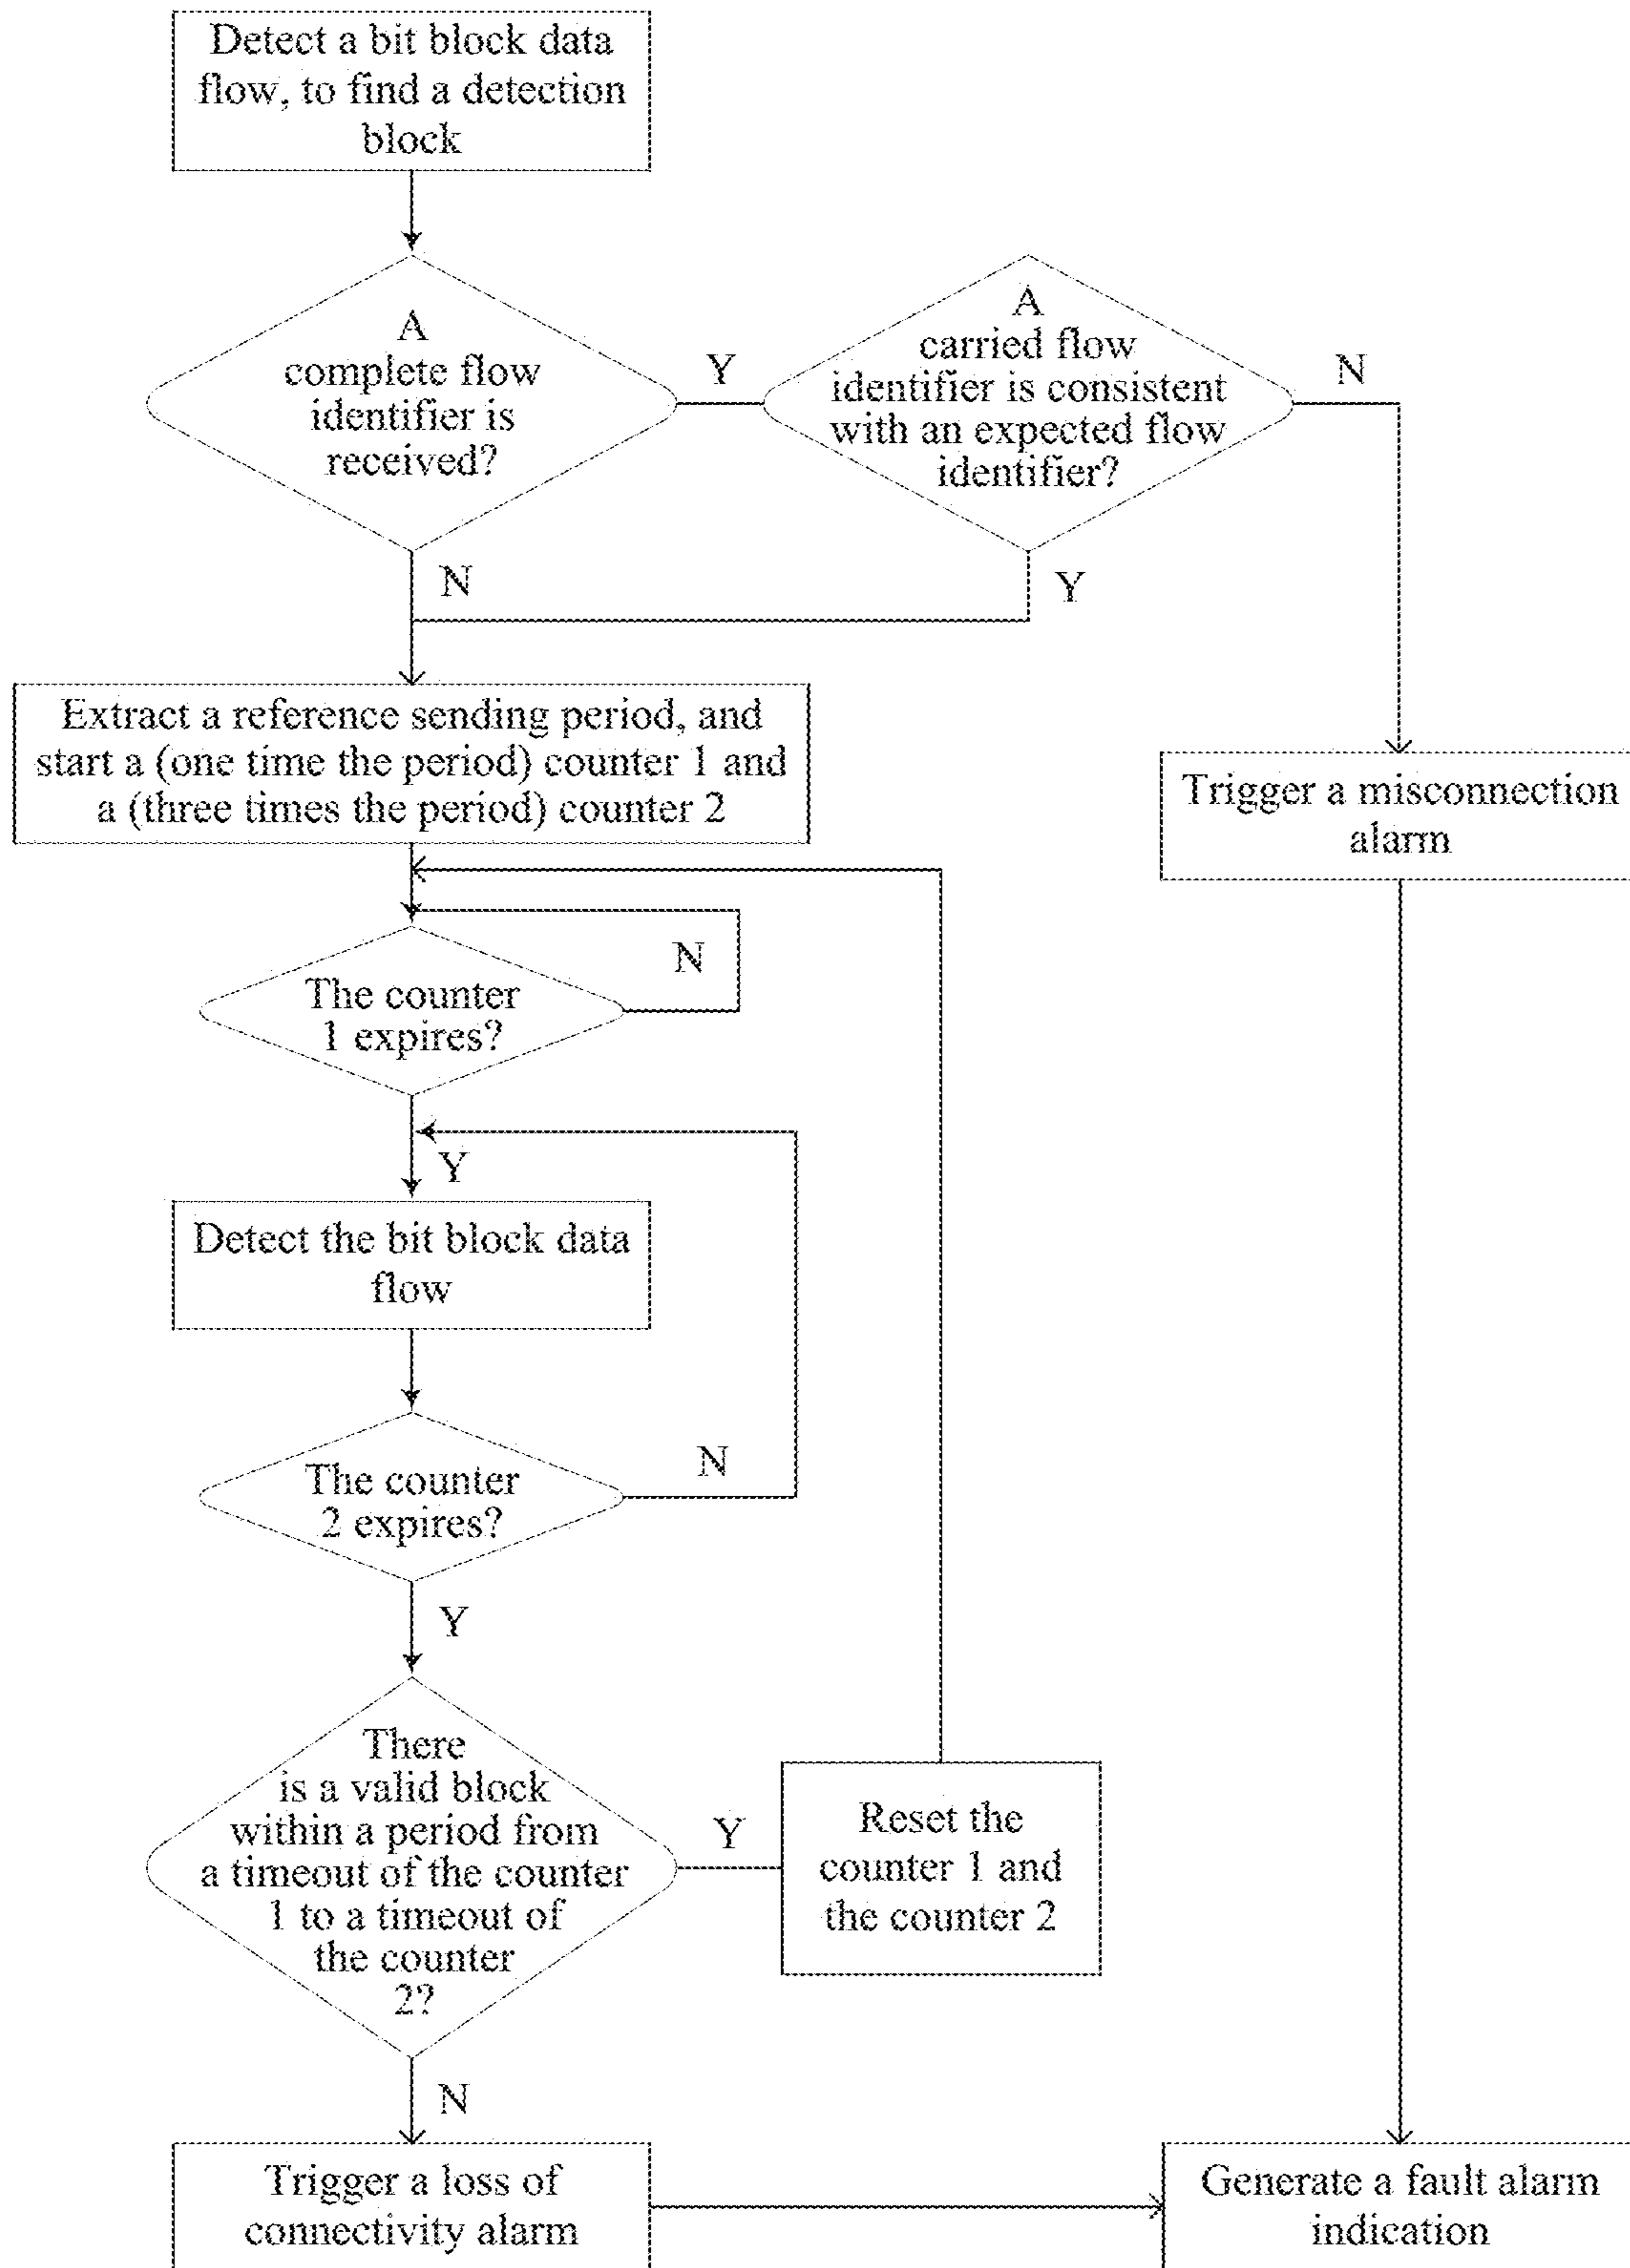 Detect a bit block data
flow, to find a detection
block
A
complete flow
identifier is
received?
Y
A
carried flow
identifier is consistent
with an expected flow
identifier?
N
N
Y
Extract a reference sending period, and
start a (one time the period) counter 1 and
a (three times the period) counter 2
Trigger a misconnection
alarm
N
The counter
1 expires?
Y
Detect the bit block data
flow
N
The counter
2 expires?
Y
There
is a valid block
within a period from
a timeout of the counter
1 to a timeout of
the counter
2?
Y
Reset the
counter 1 and
the counter 2
N
Trigger a loss of
connectivity alarm
Generate a fault alarm
indication